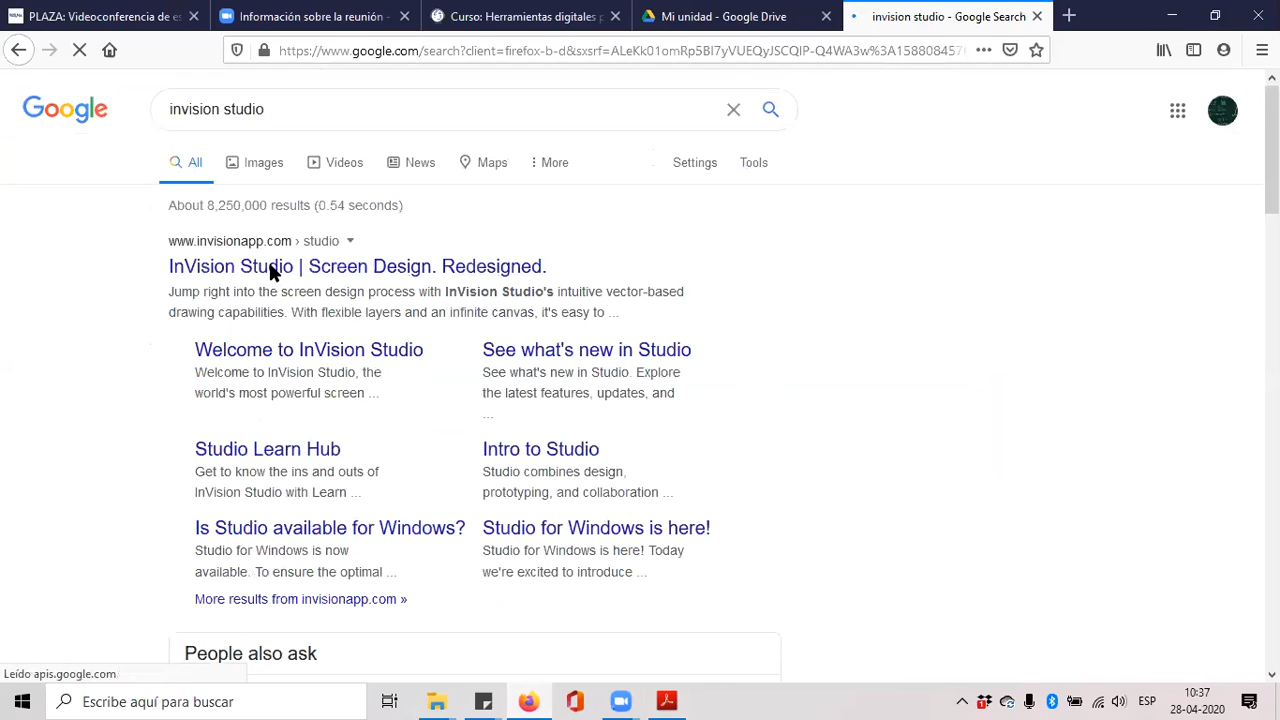 PLAZA: Videoconferencia de es
Información sobre la reunión -
Curso: Herramientas digitales p
Mi unidad - Google Drive
invision studio - Google Search
https://www.google.com/search?client=firefox-b-d&sxsrf=ALeKk01omRp5BI7yVUEQyJSCQIP-Q4WA3w%3A158808457
Google
invision studio
All
Images
Videos
News
Maps
More
Settings
Tools
About 8,250,000 results (0.54 seconds)
www.invisionapp.com › studio
InVision Studio | Screen Design. Redesigned.
Jump right into the screen design process with InVision Studio's intuitive vector-based
drawing capabilities. With flexible layers and an infinite canvas, it's easy to ...
Welcome to InVision Studio
Welcome to InVision Studio, the
world's most powerful screen ...
See what's new in Studio
See what's new in Studio. Explore
the latest features, updates, and
...
Studio Learn Hub
Get to know the ins and outs of
InVision Studio with Learn ...
Intro to Studio
Studio combines design,
prototyping, and collaboration ...
Is Studio available for Windows?
Studio for Windows is now
available. To ensure the optimal ...
Studio for Windows is here!
Studio for Windows is here! Today
we're excited to introduce ...
More results from invisionapp.com »
People also ask
Leído apis.google.com
Escribe aquí para buscar
ESP
10:37
28-04-2020